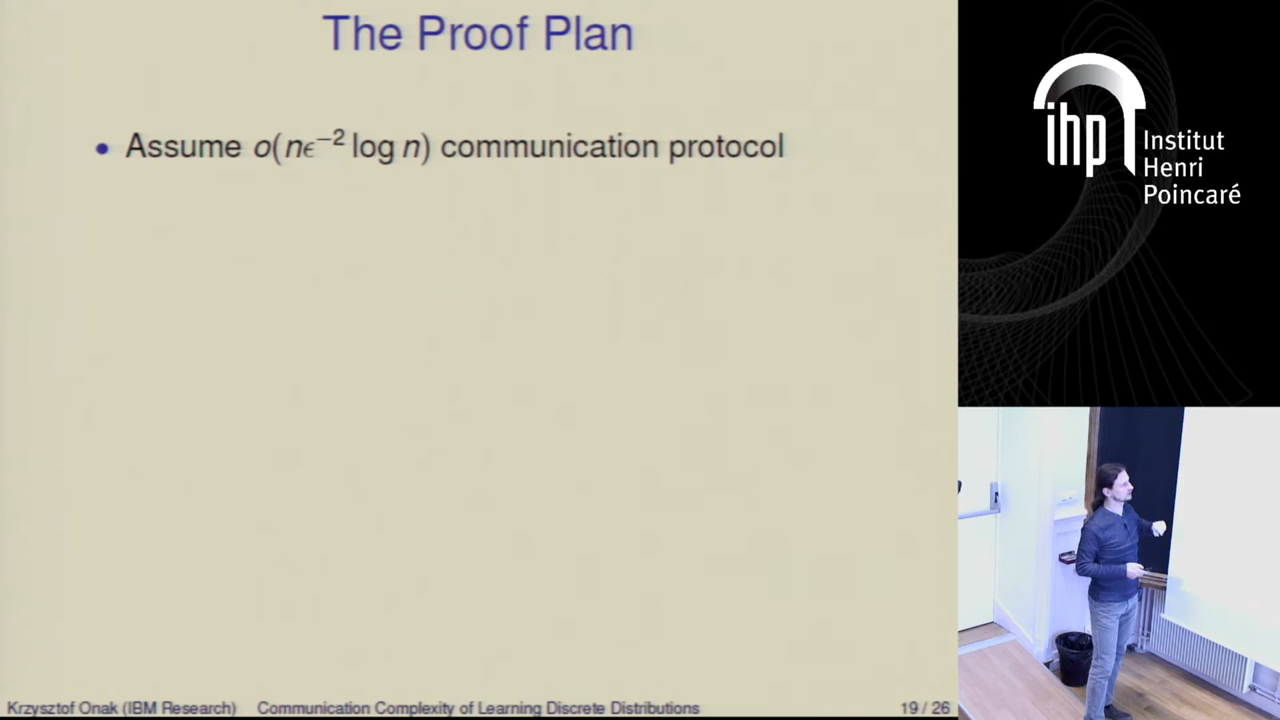 The Proof Plan
• Assume o(nϵ⁻² log n) communication protocol
Krzysztof Onak (IBM Research) Communication Complexity of Learning Discrete Distributions 19 / 26
ihp
Institut
Henri
Poincaré